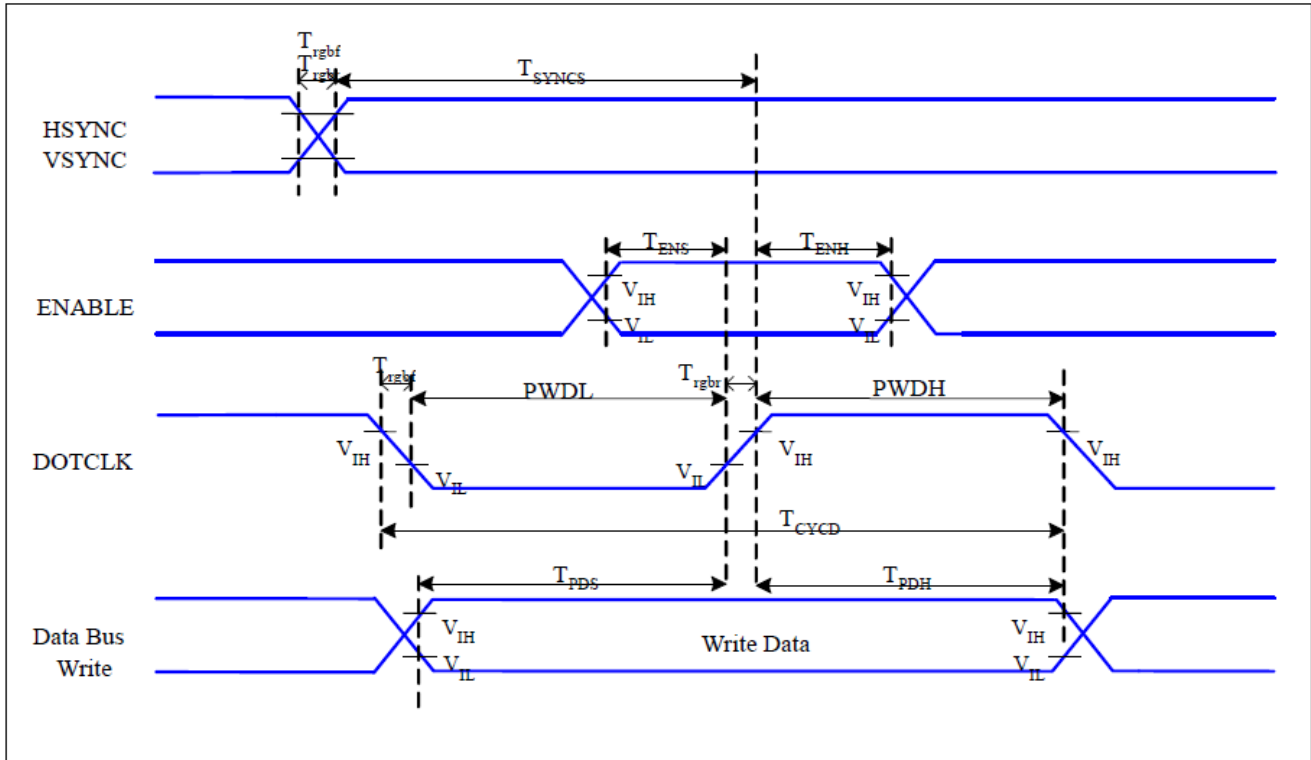 Trgbf
Trgbr
TSYNCS
HSYNC
VSYNC
TENS
TENH
VIH
VIH
ENABLE
VIL
VIL
Trgbf
Trgbr
PWDL
PWDH
VIH
VIH
VIH
DOTCLK
VIL
VIL
TCYCD
TPDS
TPDH
Data Bus
Write
VIH
Write Data
VIH
VIL
VIL